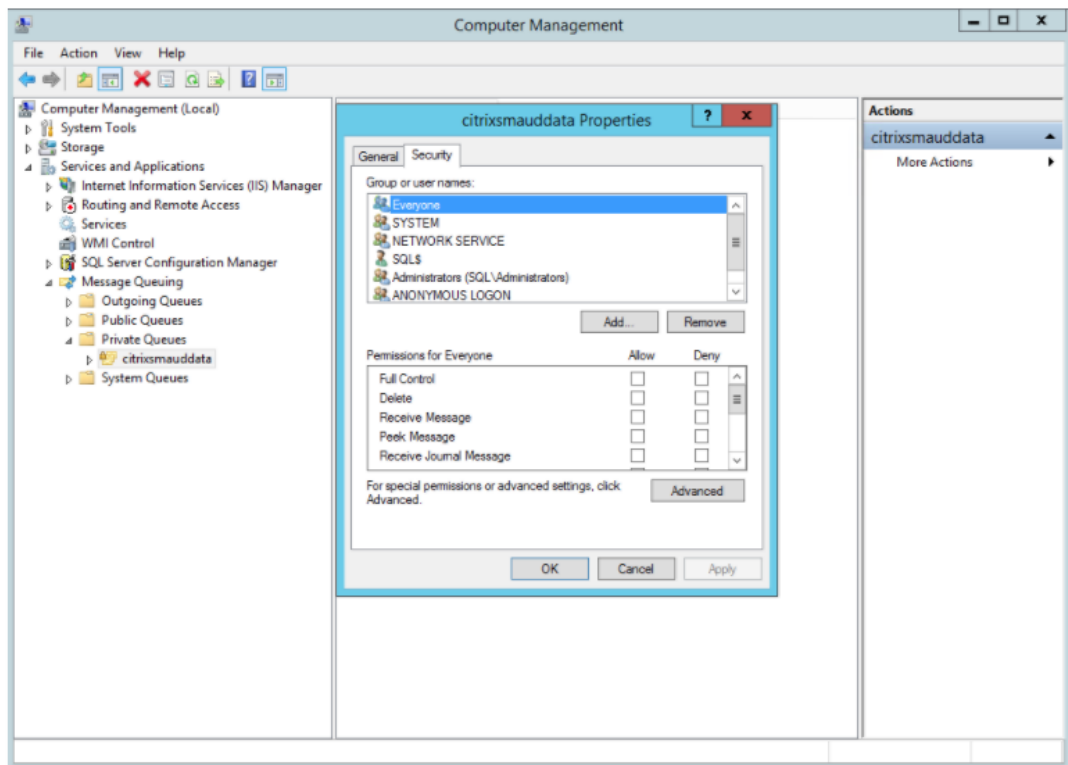 Computer Management
File Action View Help
Computer Management (Local)
System Tools
Storage
Services and Applications
Internet Information Services (IIS) Manager
Routing and Remote Access
Services
WMI Control
SQL Server Configuration Manager
Message Queuing
Outgoing Queues
Public Queues
Private Queues
citrixsmauddata
System Queues
citrixsmauddata Properties
General Security
Group or user names:
Everyone
SYSTEM
NETWORK SERVICE
SQL$
Administrators (SQL\Administrators)
ANONYMOUS LOGON
Add... Remove
Permissions for Everyone Allow Deny
Full Control
Delete
Receive Message
Peek Message
Receive Journal Message
For special permissions or advanced settings, click
Advanced.
Advanced
OK Cancel Apply
Actions
citrixsmauddata
More Actions